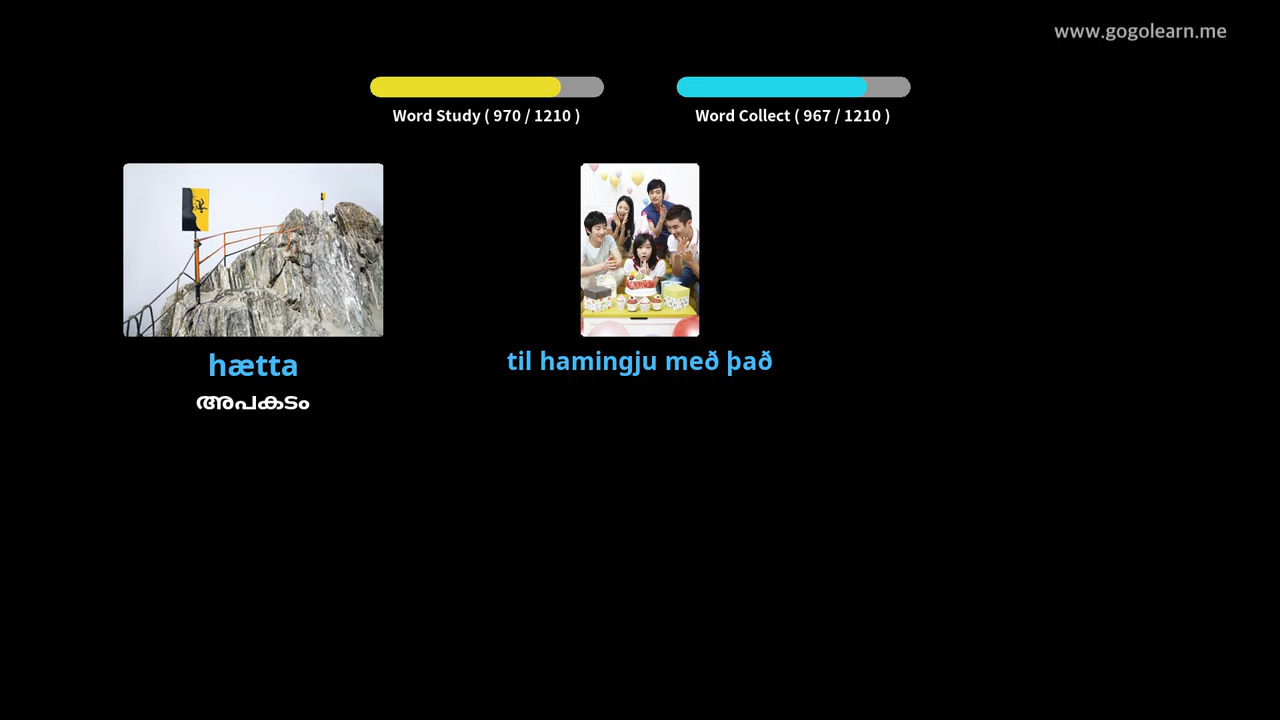 www.gogolearn.me
Word Study ( 970 / 1210 )
Word Collect ( 967 / 1210 )
hætta
അപകടം
til hamingju með það